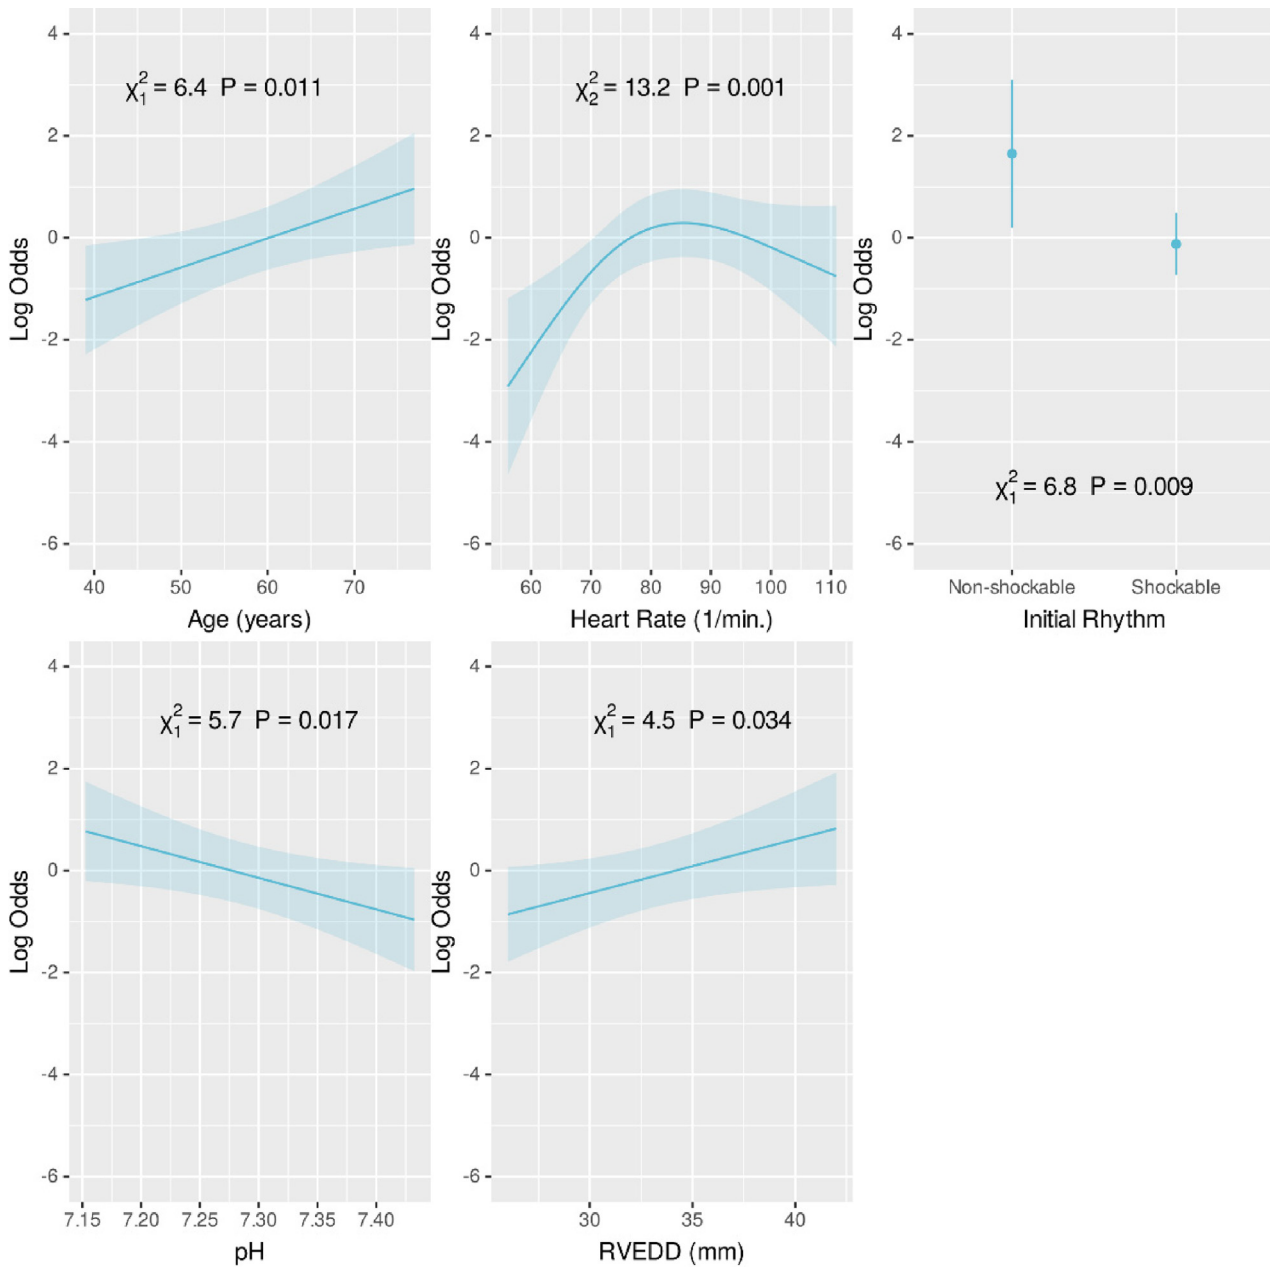 4
2
0
-2
-4
-6
Log Odds
χ₁² = 6.4 P = 0.011
40 50 60 70
Age (years)
4
2
0
-2
-4
-6
Log Odds
χ₂² = 13.2 P = 0.001
60 70 80 90 100 110
Heart Rate (1/min.)
4
2
0
-2
-4
-6
Log Odds
χ₁² = 6.8 P = 0.009
Non-shockable Shockable
Initial Rhythm
4
2
0
-2
-4
-6
Log Odds
χ₁² = 5.7 P = 0.017
7.15 7.20 7.25 7.30 7.35 7.40
pH
4
2
0
-2
-4
-6
Log Odds
χ₁² = 4.5 P = 0.034
30 35 40
RVEDD (mm)